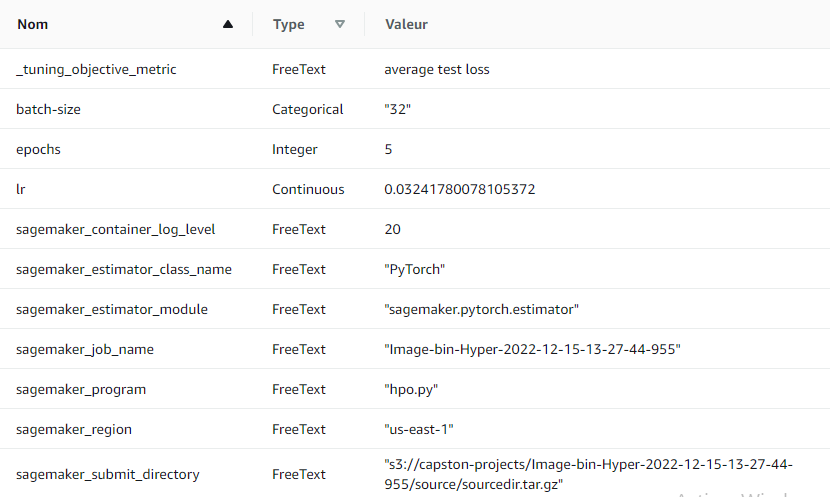 Nom Type Valeur
_tuning_objective_metric FreeText average test loss
batch-size Categorical "32"
epochs Integer 5
lr Continuous 0.03241780078105372
sagemaker_container_log_level FreeText 20
sagemaker_estimator_class_name FreeText "PyTorch"
sagemaker_estimator_module FreeText "sagemaker.pytorch.estimator"
sagemaker_job_name FreeText "Image-bin-Hyper-2022-12-15-13-27-44-955"
sagemaker_program FreeText "hpo.py"
sagemaker_region FreeText "us-east-1"
sagemaker_submit_directory FreeText "s3://capston-projects/Image-bin-Hyper-2022-12-15-13-27-44-
955/source/sourcedir.tar.gz"